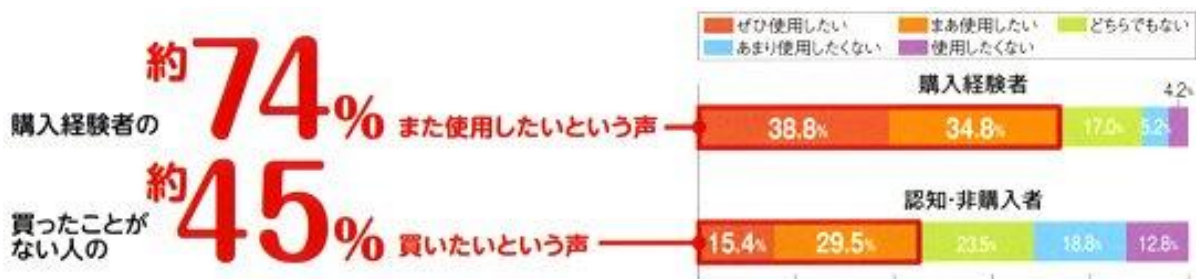 購入経験者の
約74%
また使用したいという声
買ったことが
ない人の
約45%
買いたいという声
ぜひ使用したい
まあ使用したい
どちらでもない
あまり使用したくない
使用したくない
購入経験者
4.2%
38.8% 34.8% 17.0% 5.2%
認知・非購入者
15.4% 29.5% 23.5% 18.8% 12.8%